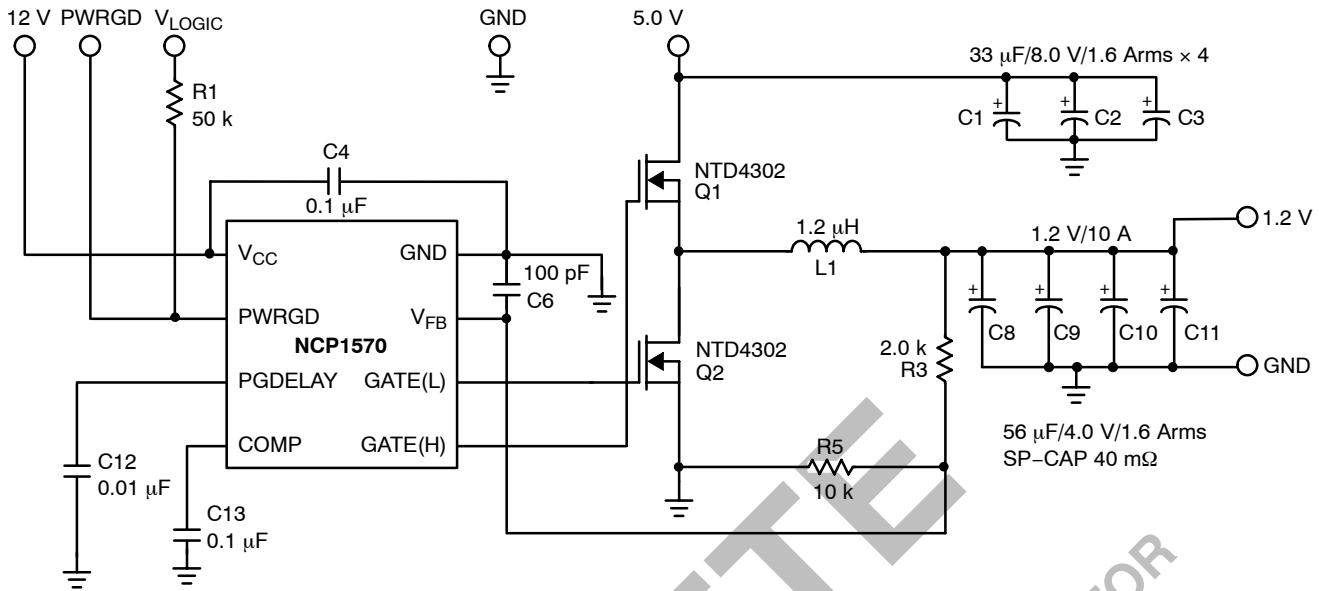 12 V PWRGD VLOGIC GND 5.0 V
33 μF/8.0 V/1.6 Arms × 4
R1
50 k
C1 + C2 + C3 +
C4
0.1 μF
NTD4302
Q1
1.2 μH
L1
1.2 V/10 A
1.2 V
VCC GND
100 pF
C6
PWRGD VFB
NCP1570
+ + + +
C8 C9 C10 C11
NTD4302
Q2
2.0 k
R3
GND
PGDELAY GATE(L)
COMP GATE(H)
56 μF/4.0 V/1.6 Arms
SP−CAP 40 mΩ
R5
10 k
C12
0.01 μF
C13
0.1 μF
TE
TOR